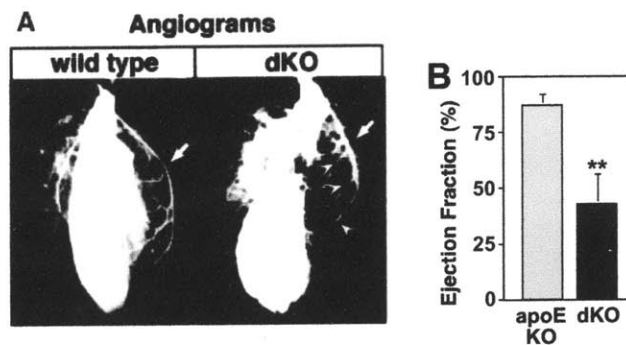 A
Angiograms
wild type dKO
B
Ejection Fraction (%)
100
75
50
25
0
**
apoE
KO
dKO